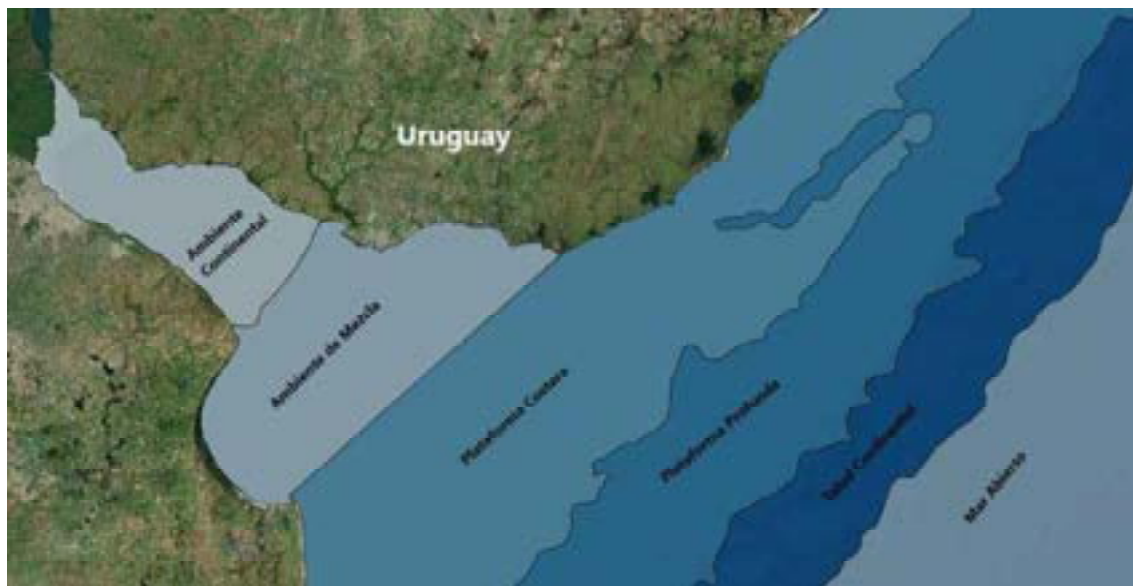 Uruguay
Ambiente
Continental
Ambiente de Mezcla
Plataforma Costera
Plataforma Profunda
Talud Continental
Mar Abierto